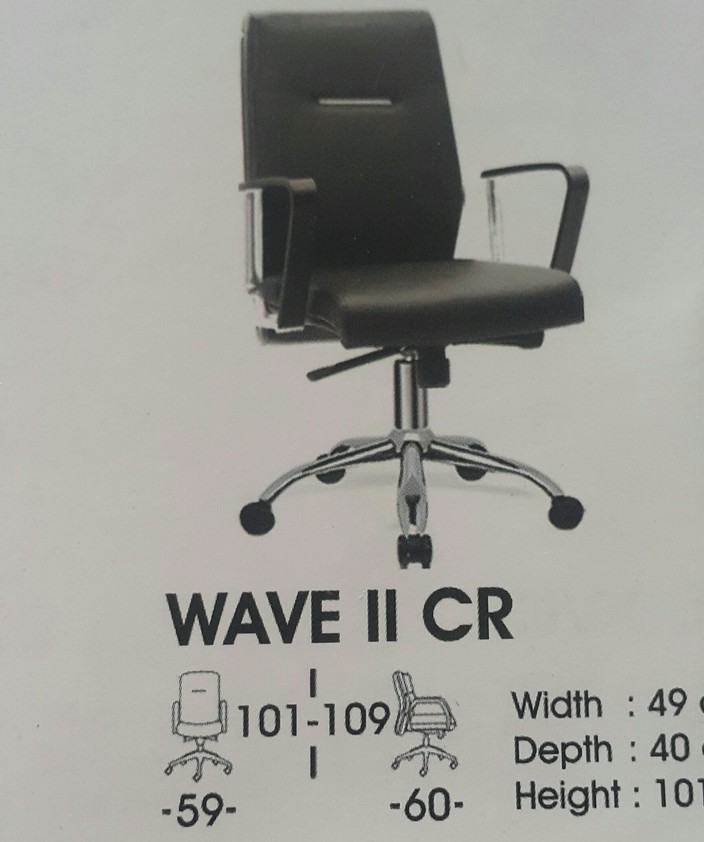 WAVE II CR
101-109
-59-
-60-
Width : 49
Depth : 40
Height : 101